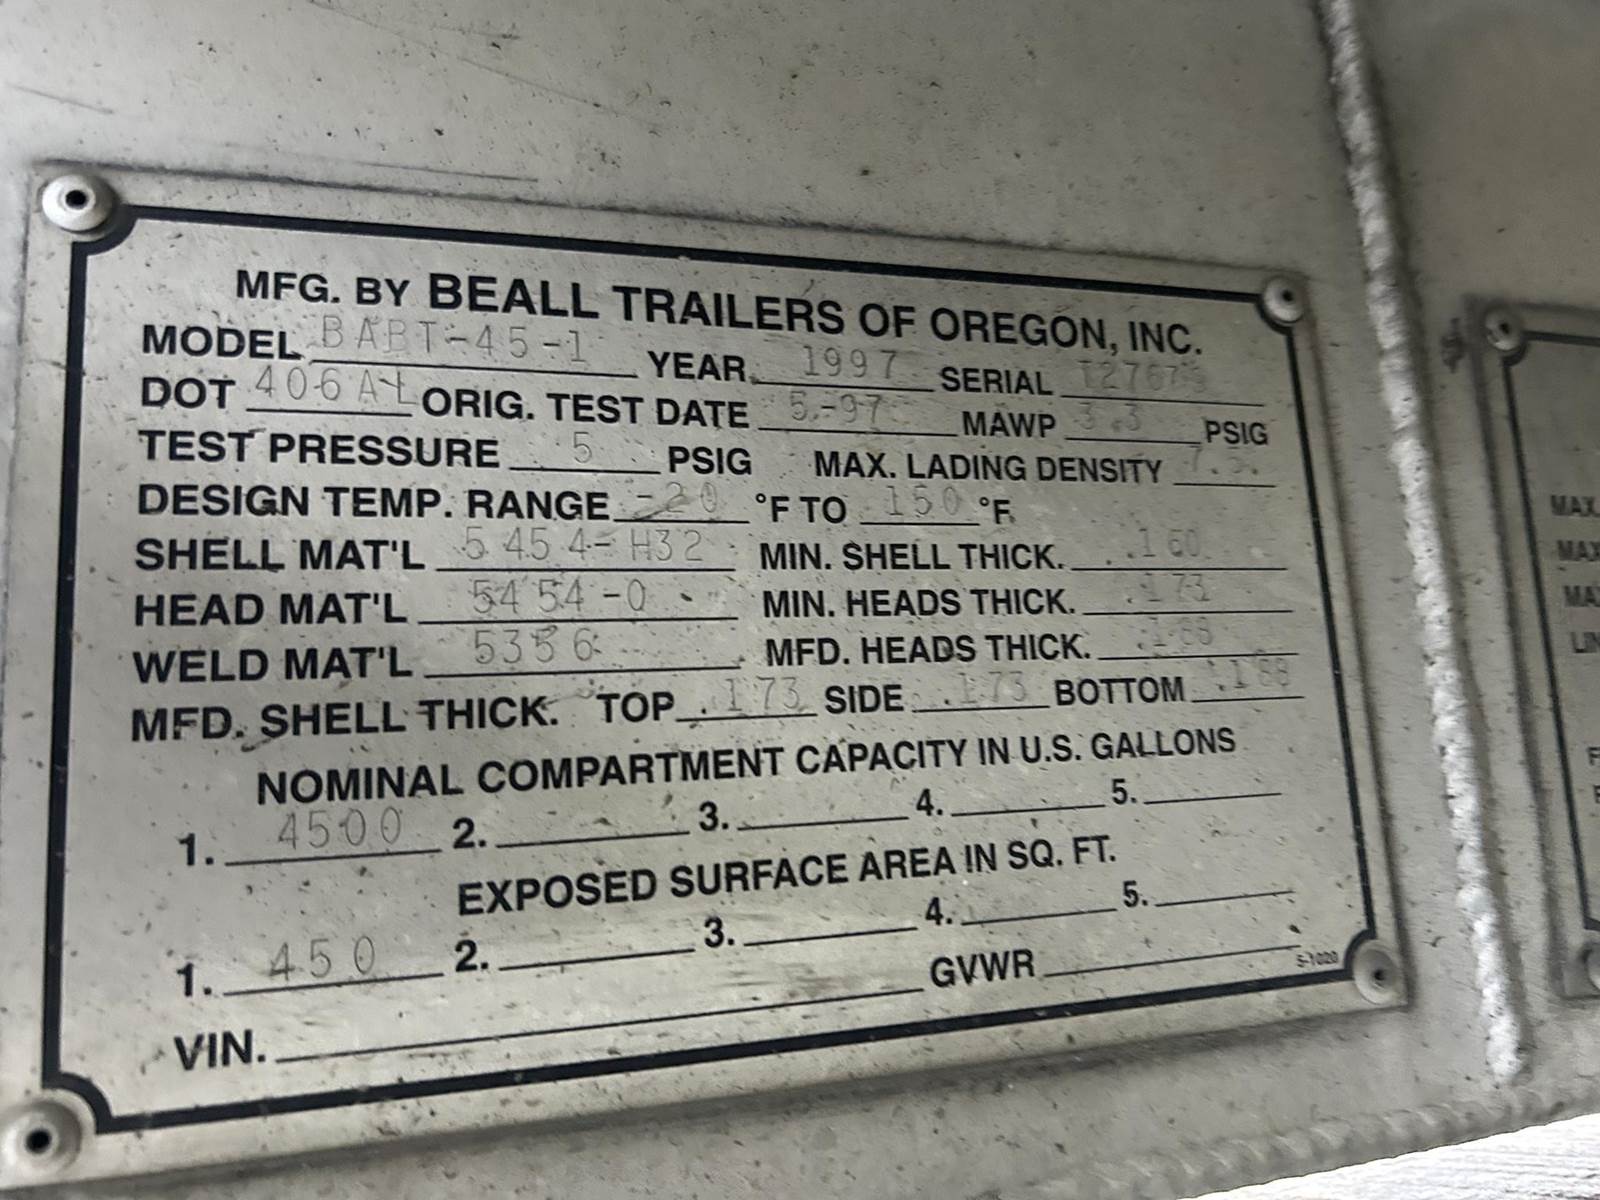 MFG. BY BEALL TRAILERS OF OREGON, INC.
MODEL BABT-45-1 YEAR 1997 SERIAL
DOT 406AL ORIG. TEST DATE 5-97 MAWP 3.3 PSIG
TEST PRESSURE 5 PSIG MAX. LADING DENSITY
DESIGN TEMP. RANGE -20 °F TO 150 °F
SHELL MAT'L 5454-H32 MIN. SHELL THICK. .160
HEAD MAT'L 5454-0 MIN. HEADS THICK. .173
WELD MAT'L 5356 MFD. HEADS THICK. .188
MFD. SHELL THICK. TOP .173 SIDE .173 BOTTOM .188
NOMINAL COMPARTMENT CAPACITY IN U.S. GALLONS
1. 4500 2. 3. 4. 5.
EXPOSED SURFACE AREA IN SQ. FT.
1. 450 2. 3. 4. 5.
VIN. GVWR
S-1020
MAX.